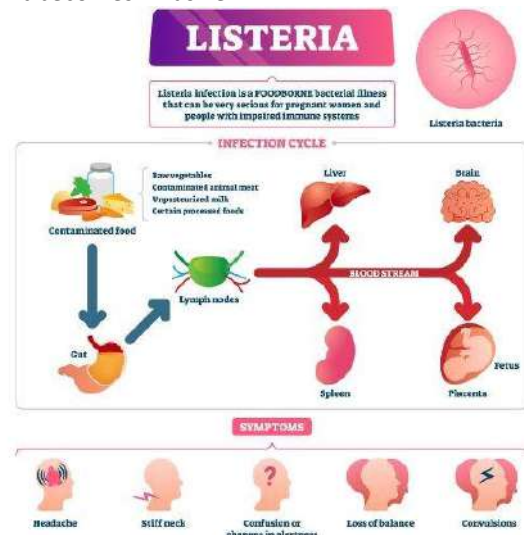 LISTERIA
Listeria infection is a FOODBORNE bacterial illness
that can be very serious for pregnant women and
people with impaired immune systems
Listeria bacteria
INFECTION CYCLE
Raw vegetables
Contaminated animal meat
Unpasteurized milk
Certain processed foods
Contaminated food
Liver
Brain
Lymph nodes
BLOOD STREAM
Gut
Spleen
Placenta
Fetus
SYMPTOMS
Headache
Stiff neck
Confusion or
changes in alertness
Loss of balance
Convulsions